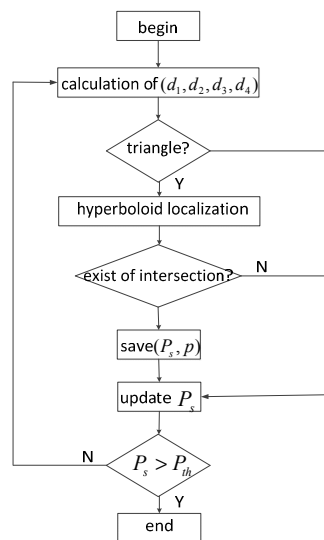 begin
calculation of (d₁, d₂, d₃, d₄)
triangle?
Y
hyperboloid localization
exist of intersection?
N
save(Pₛ, p)
update Pₛ
N
Pₛ > Pₜₕ
Y
end